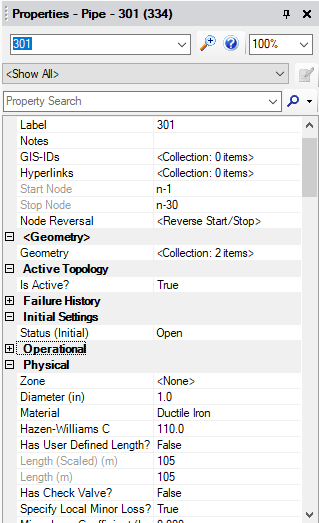 Properties - Pipe - 301 (334)
301 100%
<Show All>
Property Search
Label 301
Notes
GIS-IDs <Collection: 0 items>
Hyperlinks <Collection: 0 items>
Start Node n-1
Stop Node n-30
Node Reversal <Reverse Start/Stop>
<Geometry>
Geometry <Collection: 2 items>
Active Topology
Is Active? True
Failure History
Initial Settings
Status (Initial) Open
Operational
Physical
Zone <None>
Diameter (in) 1.0
Material Ductile Iron
Hazen-Williams C 110.0
Has User Defined Length? False
Length (Scaled) (m) 105
Length (m) 105
Has Check Valve? False
Specify Local Minor Loss? True